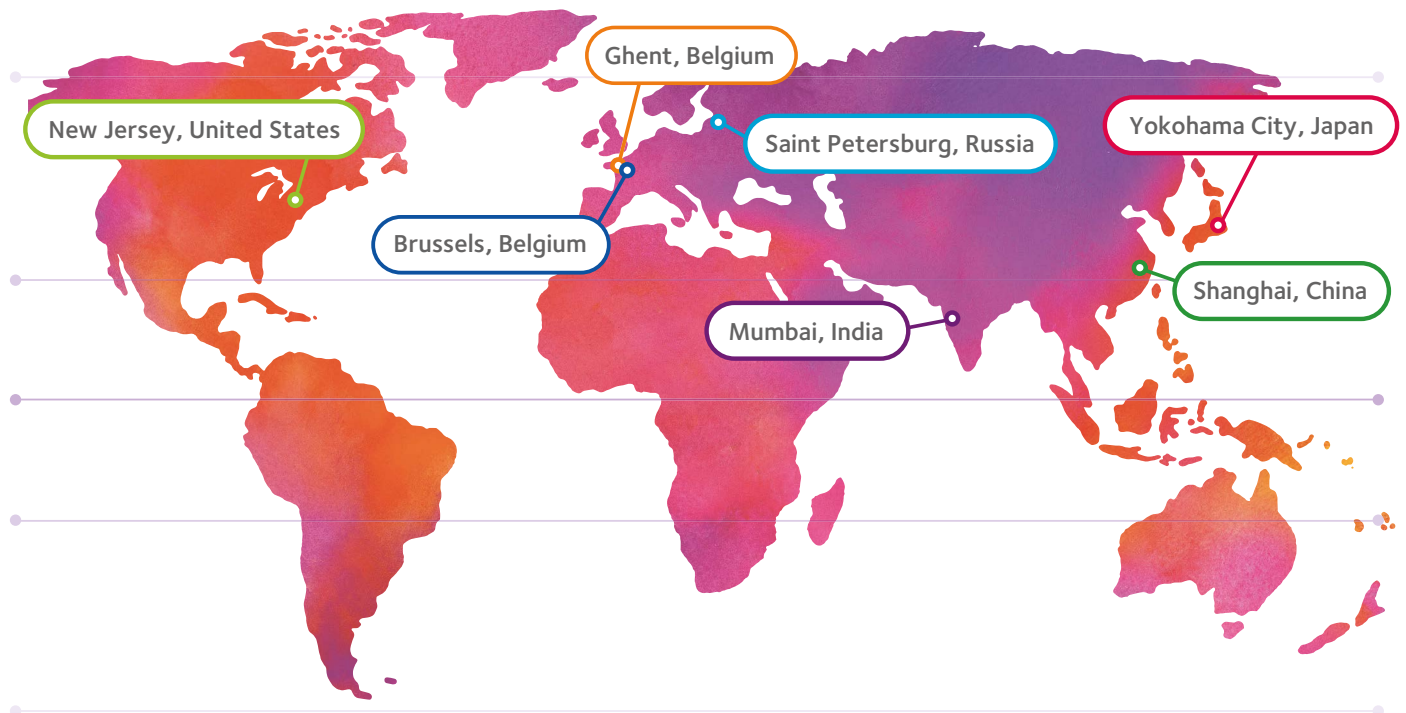 Ghent, Belgium
New Jersey, United States
Yokohama City, Japan
Saint Petersburg, Russia
Brussels, Belgium
Shanghai, China
Mumbai, India